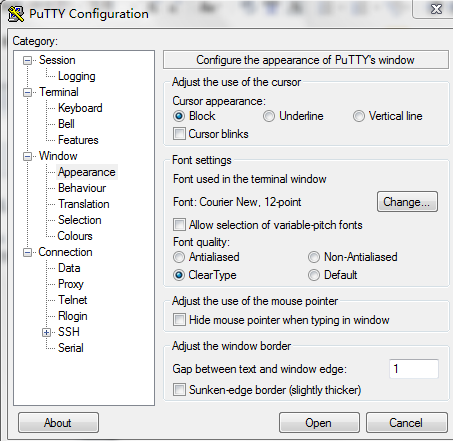 PuTTY Configuration
Category:
Session
Logging
Terminal
Keyboard
Bell
Features
Window
Appearance
Behaviour
Translation
Selection
Colours
Connection
Data
Proxy
Telnet
Rlogin
SSH
Serial
Configure the appearance of PuTTY's window
Adjust the use of the cursor
Cursor appearance:
Block Underline Vertical line
Cursor blinks
Font settings
Font used in the terminal window
Font: Courier New, 12-point Change...
Allow selection of variable-pitch fonts
Font quality:
Antialiased Non-Antialiased
ClearType Default
Adjust the use of the mouse pointer
Hide mouse pointer when typing in window
Adjust the window border
Gap between text and window edge: 1
Sunken-edge border (slightly thicker)
About Open Cancel